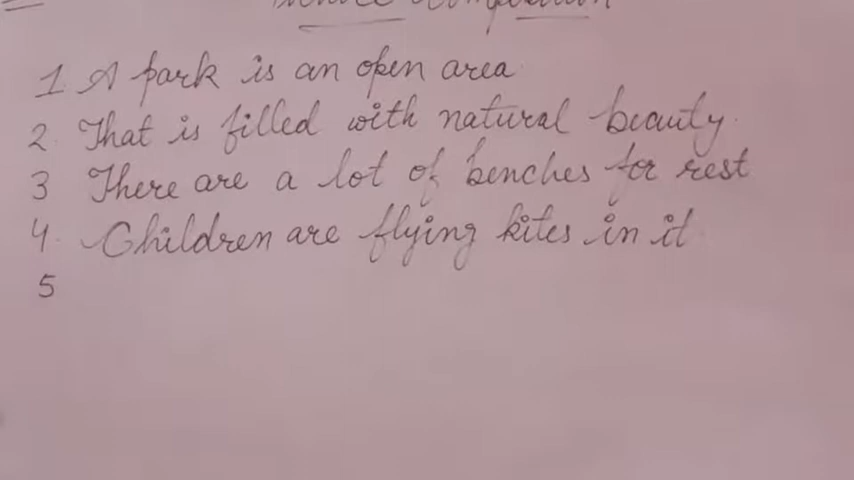 1. A park is an open area
2. That is filled with natural beauty.
3 There are a lot of benches for rest
4. Children are flying kites in it
5